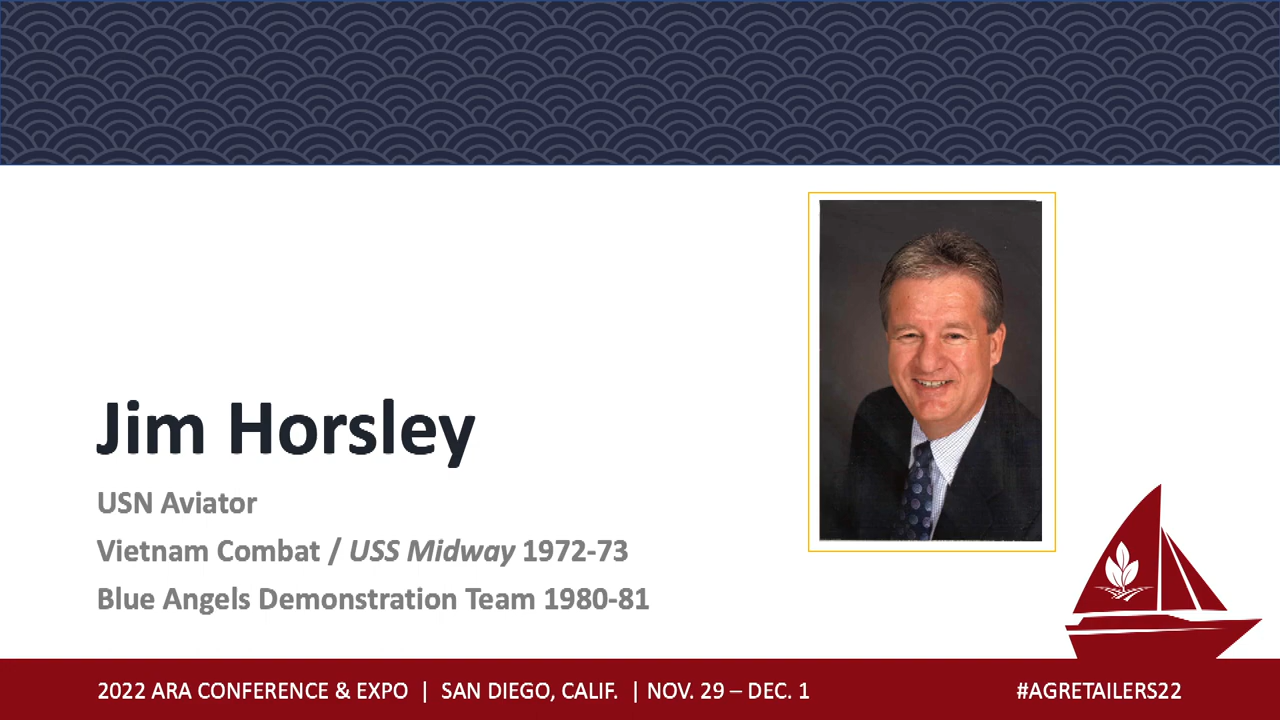 Jim Horsley
USN Aviator
Vietnam Combat / USS Midway 1972-73
Blue Angels Demonstration Team 1980-81
2022 ARA CONFERENCE & EXPO | SAN DIEGO, CALIF. | NOV. 29 – DEC. 1
#AGRETAILERS22